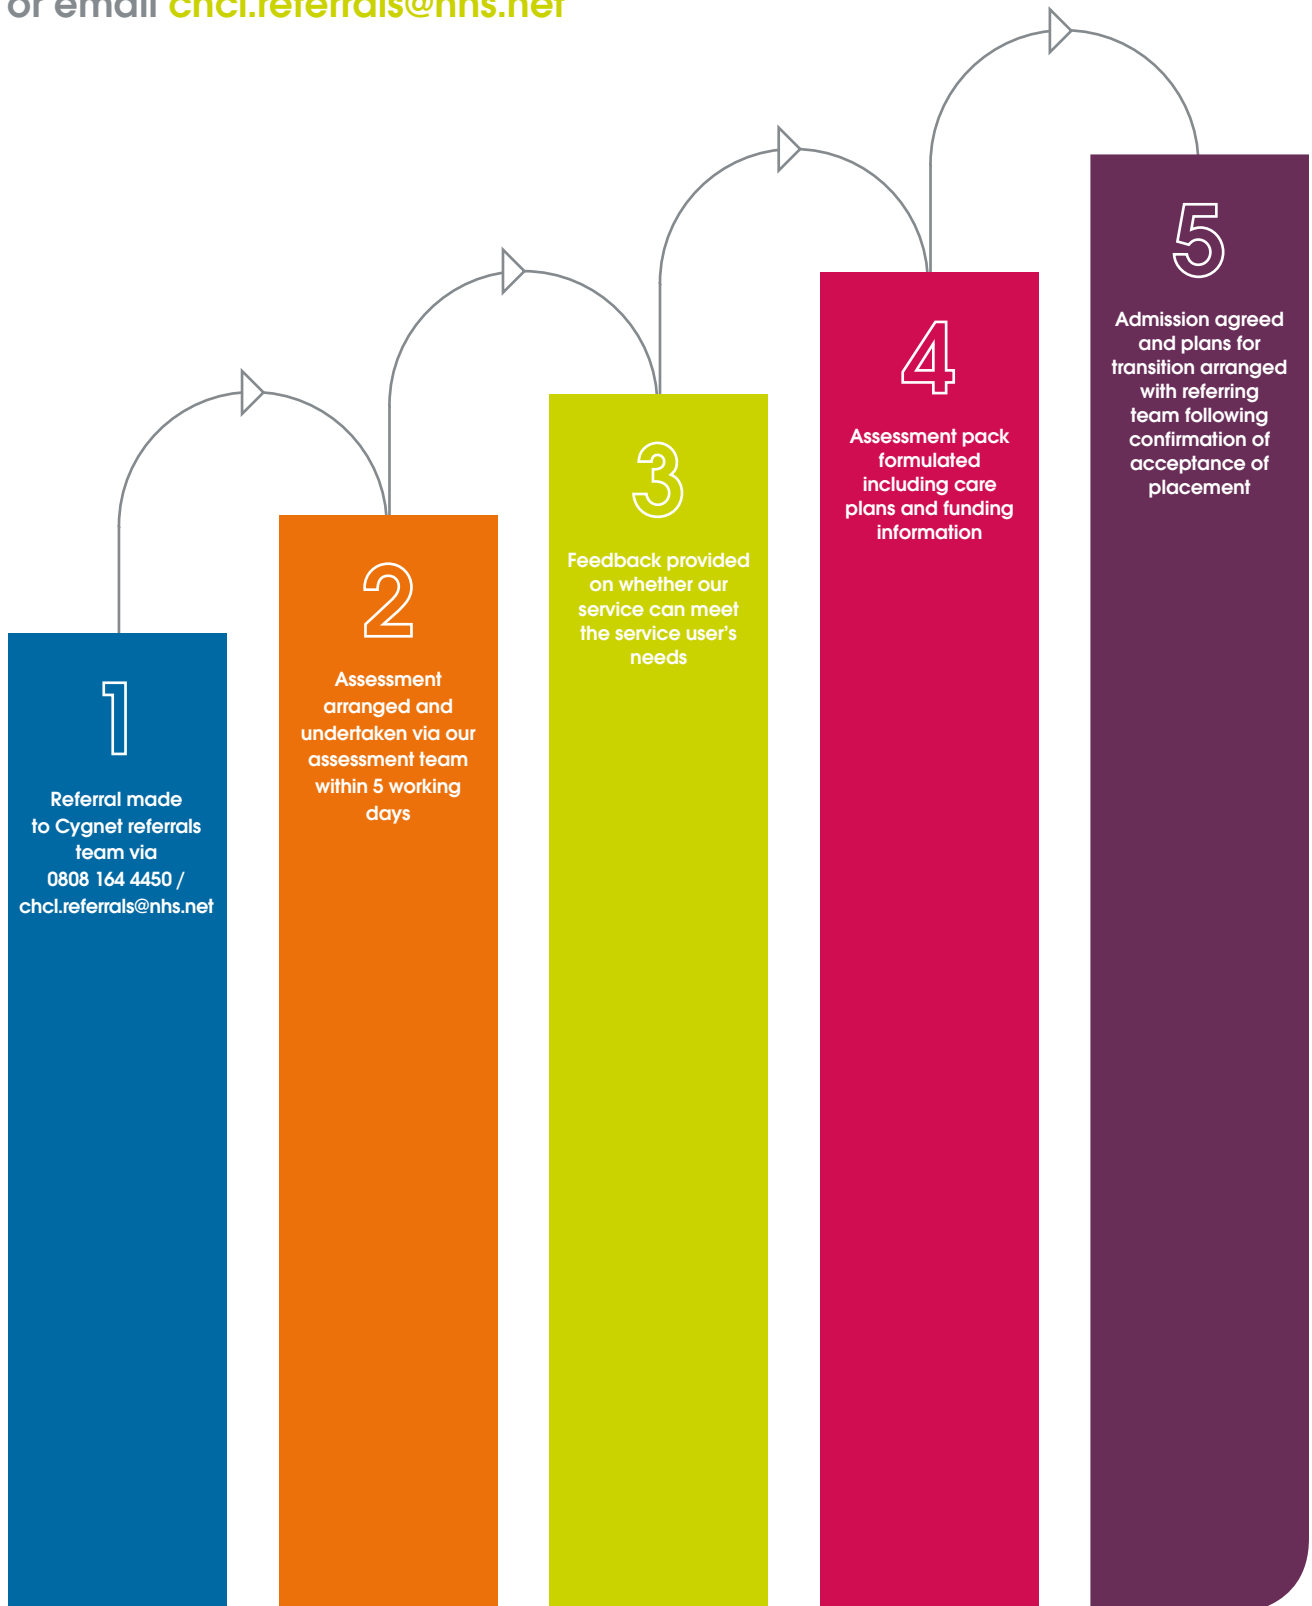 or email chcl.referrals@nhs.net
1
Referral made
to Cygnet referrals
team via
0808 164 4450 /
chcl.referrals@nhs.net
2
Assessment
arranged and
undertaken via our
assessment team
within 5 working
days
3
Feedback provided
on whether our
service can meet
the service user's
needs
4
Assessment pack
formulated
including care
plans and funding
information
5
Admission agreed
and plans for
transition arranged
with referring
team following
confirmation of
acceptance of
placement